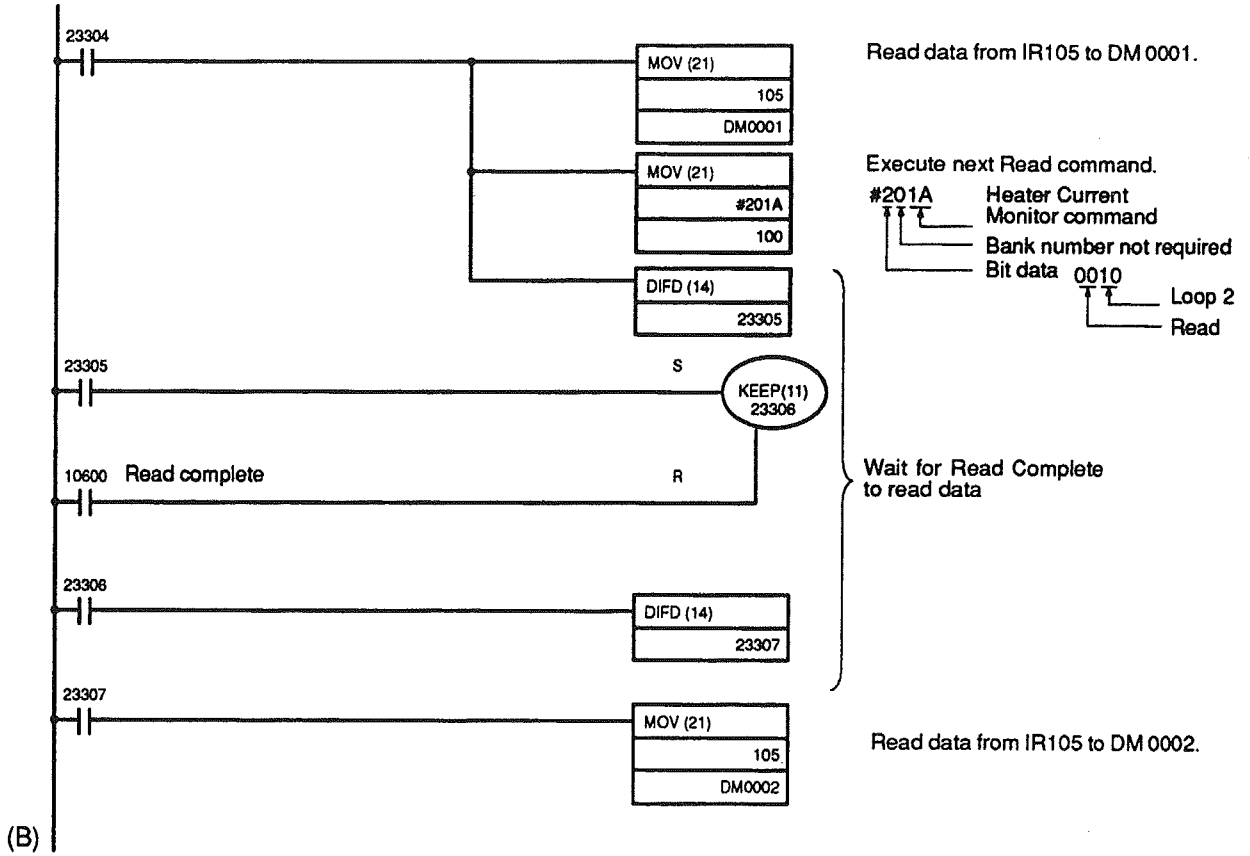 23304
MOV (21)
105
DM0001
Read data from IR105 to DM 0001.
MOV (21)
#201A
100
Execute next Read command.
#201A
Heater Current
Monitor command
Bank number not required
Bit data 0010
Loop 2
Read
DIFD (14)
23305
23305
S
KEEP(11)
23306
10600 Read complete
R
Wait for Read Complete
to read data
23306
DIFD (14)
23307
23307
MOV (21)
105
DM0002
Read data from IR105 to DM 0002.
(B)